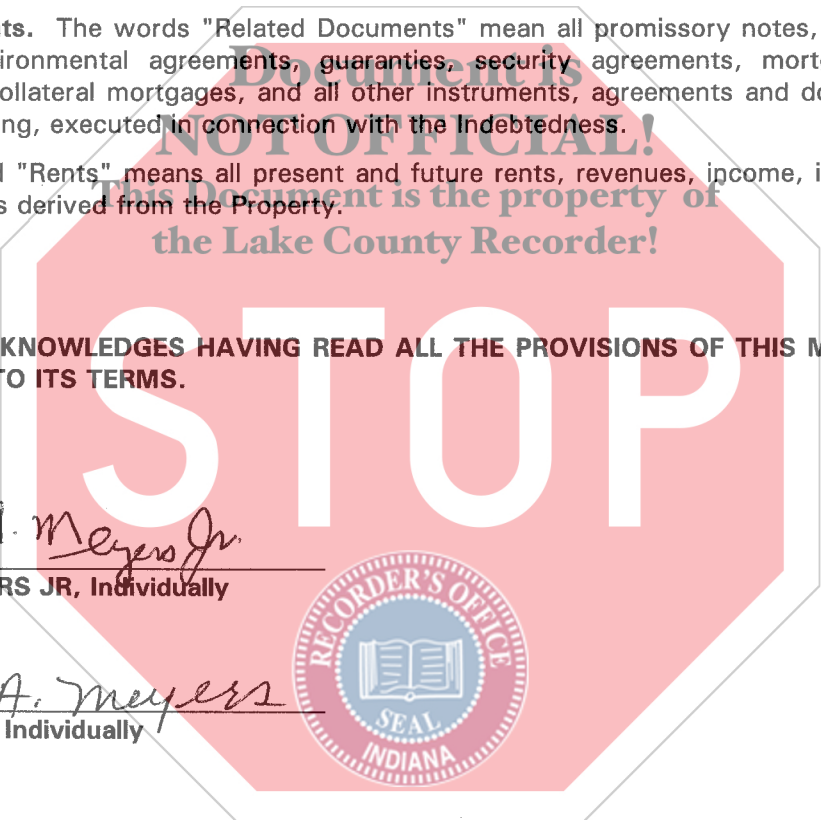 ts. The words "Related Documents" mean all promissory notes,
ironmental agreements, guaranties, security agreements, mort
ollateral mortgages, and all other instruments, agreements and do
ng, executed in connection with the Indebtedness.
"Rents" means all present and future rents, revenues, income, i
s derived from the Property.
Document is
NOT OFFICIAL!
This Document is the property of
the Lake County Recorder!
STOP
KNOWLEDGES HAVING READ ALL THE PROVISIONS OF THIS M
TO ITS TERMS.
Meyers Jr.
RS JR, Individually
A. Meyers
Individually
RECORDER'S OFFICE
SEAL
INDIANA